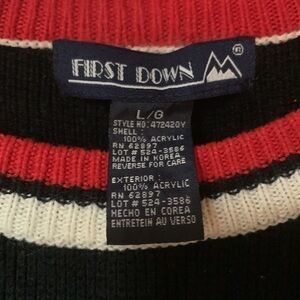 FIRST DOWN ®
L/G
STYLE NO: 472420Y
SHELL:
100% ACRYLIC
RN 62897
LOT # 524-3586
MADE IN KOREA
REVERSE FOR CARE
EXTERIOR:
100% ACRYLIC
RN 62897
LOT # 524-3586
HECHO EN COREA
ENTRETEIN AU VERSO